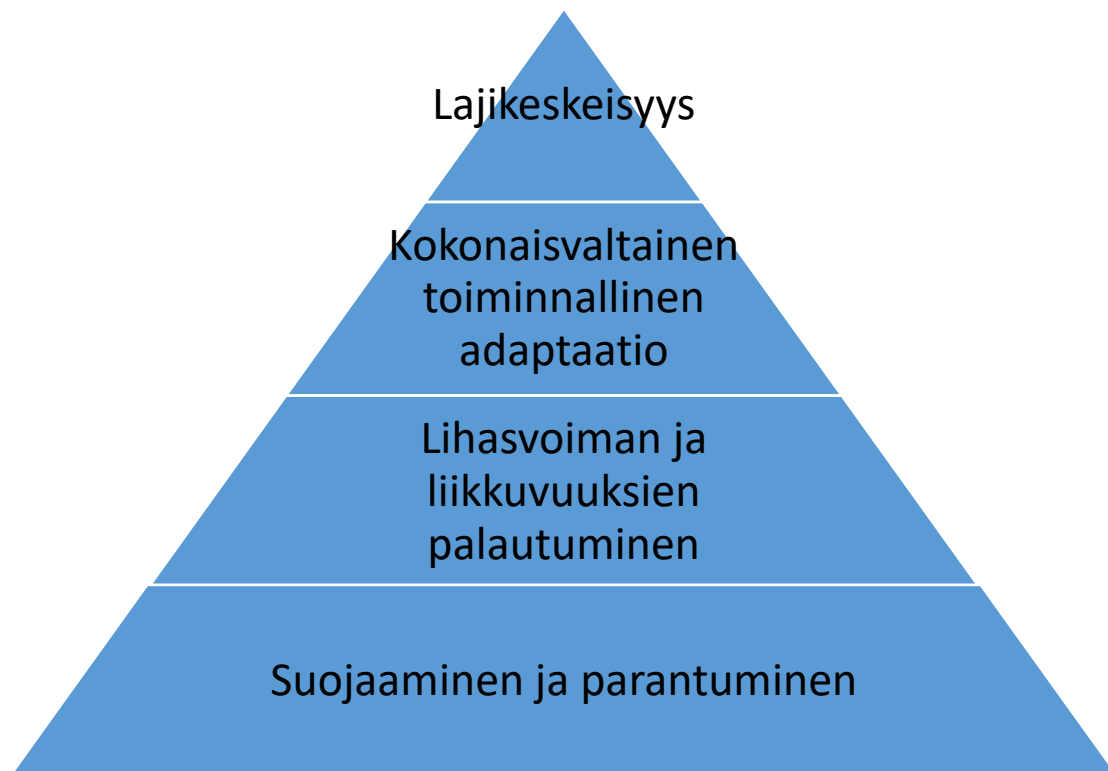 Lajikeskeisyys
Kokonaisvaltainen
toiminnallinen
adaptaatio
Lihasvoiman ja
liikkuvuuksien
palautuminen
Suojaaminen ja parantuminen